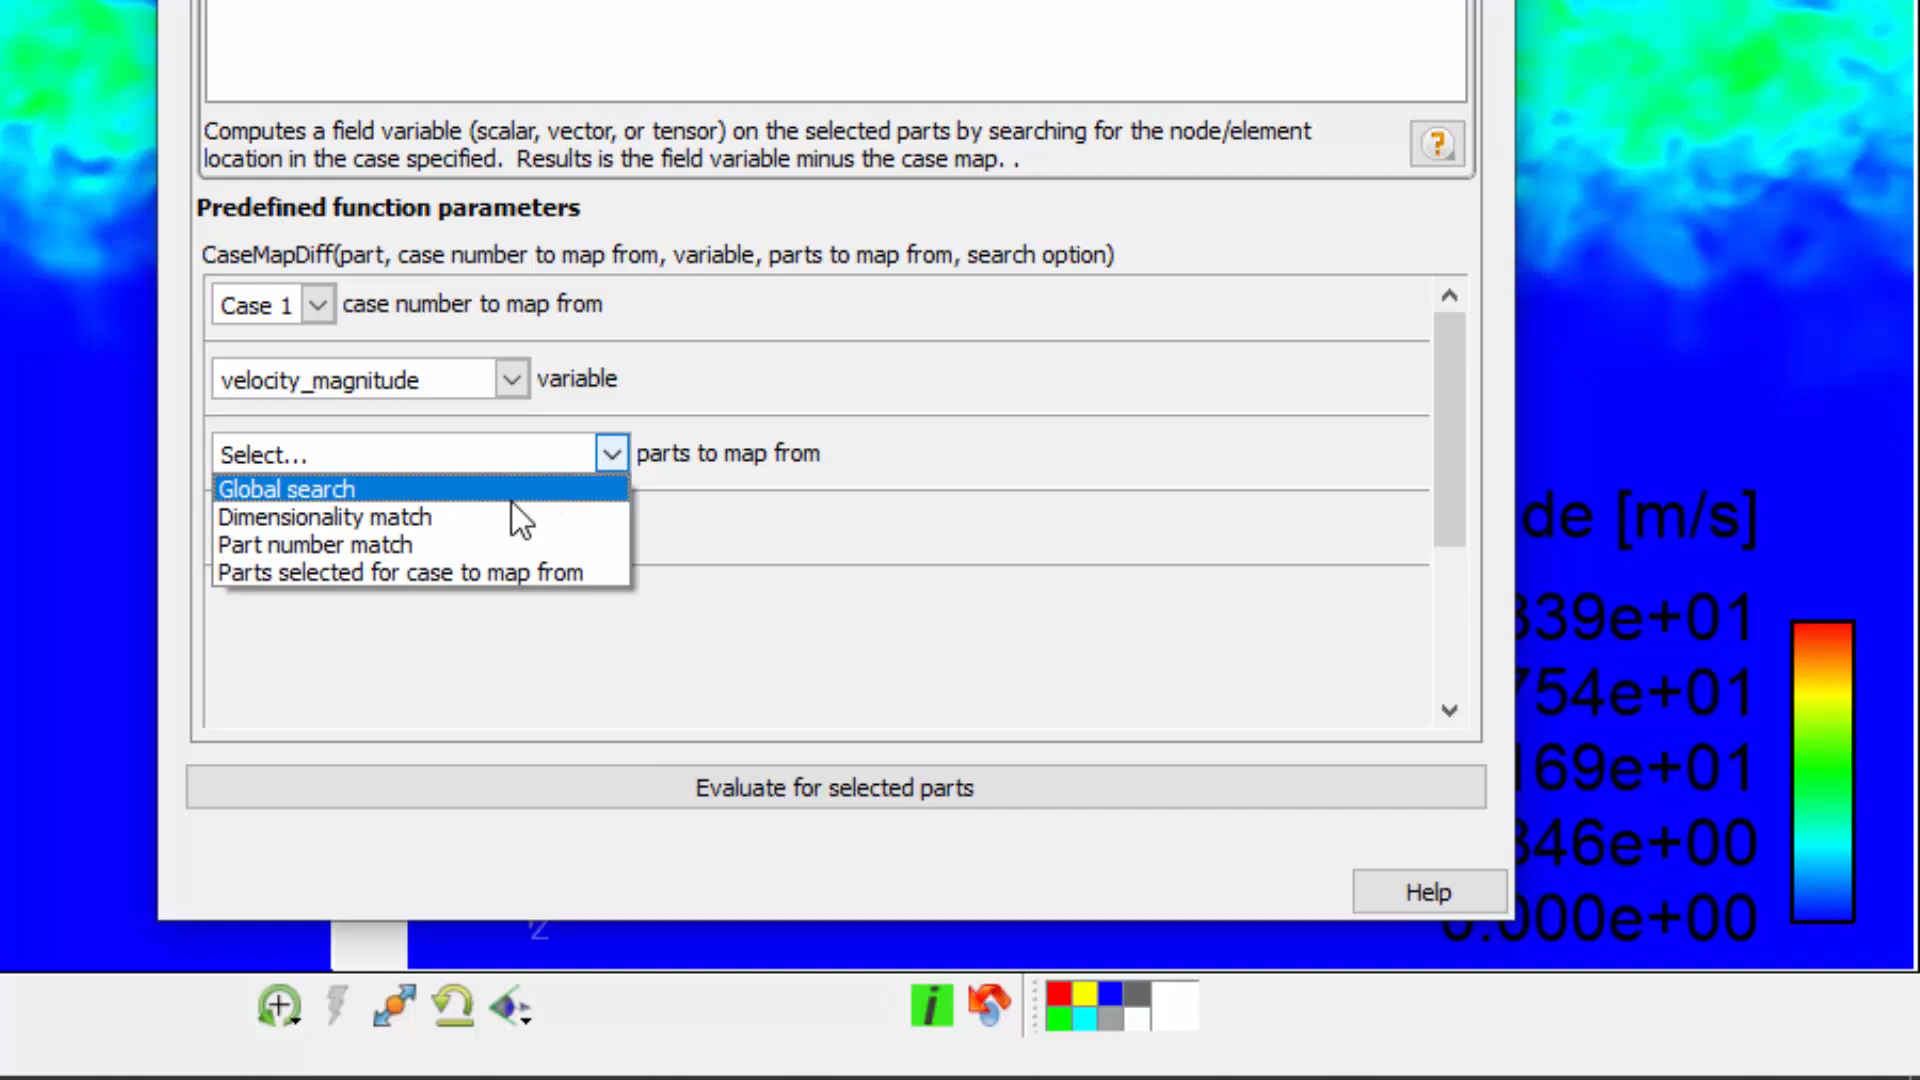 Computes a field variable (scalar, vector, or tensor) on the selected parts by searching for the node/element
location in the case specified.  Results is the field variable minus the case map. .
Predefined function parameters
CaseMapDiff(part, case number to map from, variable, parts to map from, search option)
Case 1 case number to map from
velocity_magnitude variable
Select... parts to map from
Global search
Dimensionality match
Part number match
Parts selected for case to map from
de [m/s]
339e+01
754e+01
169e+01
346e+00
0.000e+00
Evaluate for selected parts
Help
Z